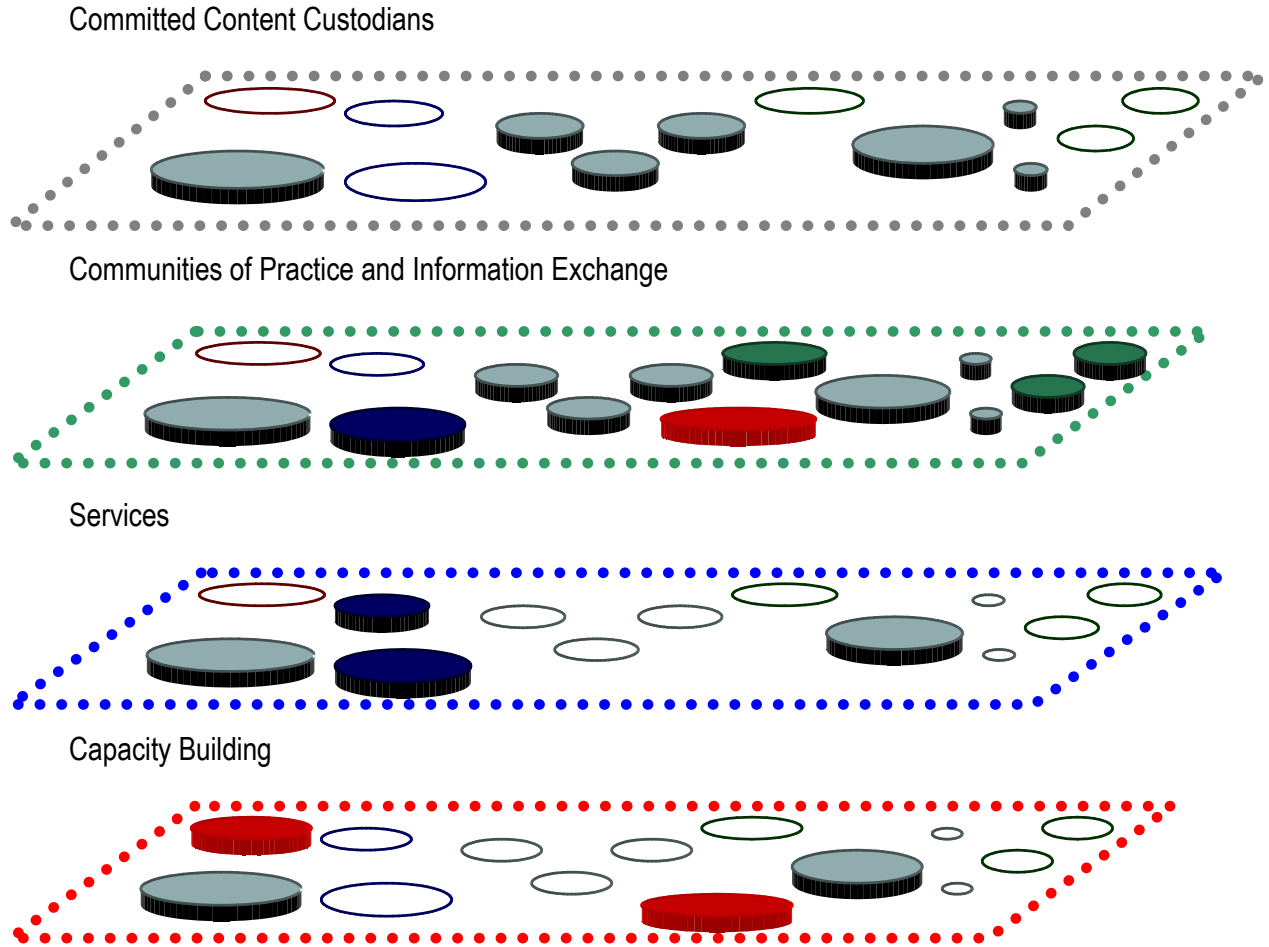 Committed Content Custodians
Communities of Practice and Information Exchange
Services
Capacity Building